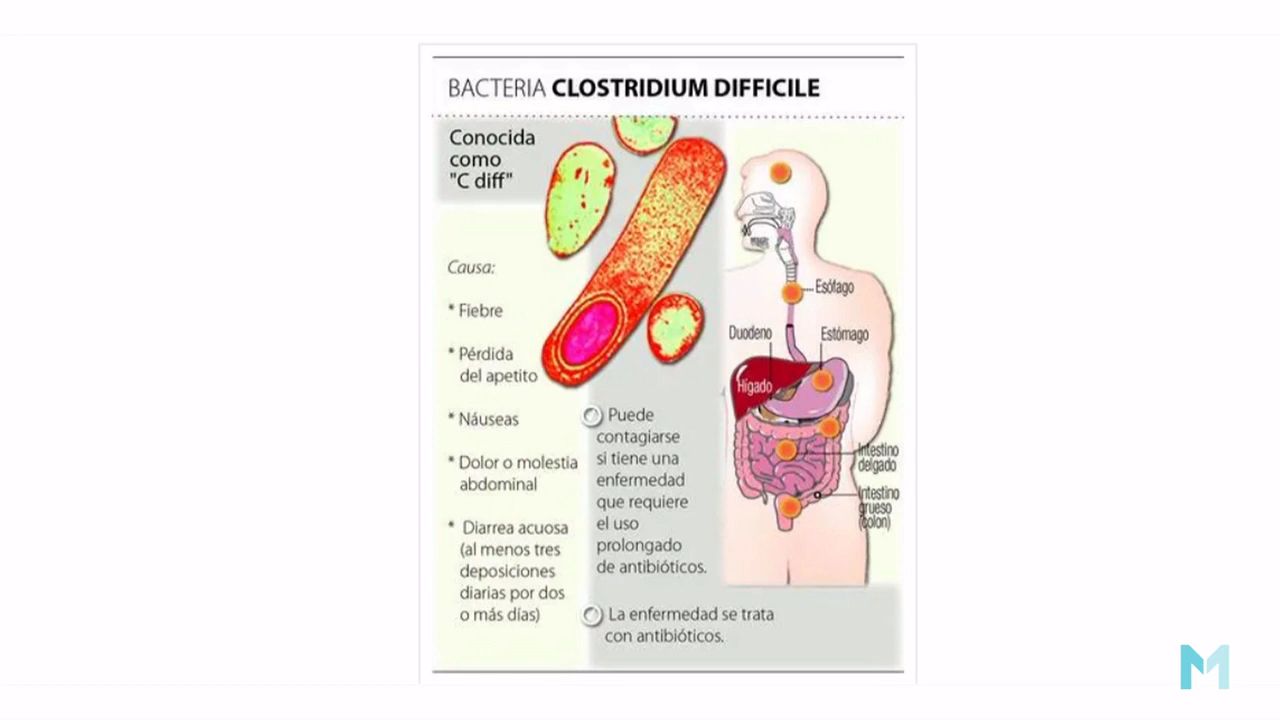 BACTERIA CLOSTRIDIUM DIFFICILE
Conocida
como
"C diff"
Causa:
* Fiebre
* Pérdida
del apetito
* Náuseas
* Dolor o molestia
abdominal
* Diarrea acuosa
(al menos tres
deposiciones
diarias por dos
o más días)
Puede
contagiarse
si tiene una
enfermedad
que requiere
el uso
prolongado
de antibióticos.
La enfermedad se trata
con antibióticos.
Esófago
Duodeno
Estómago
Hígado
Intestino
delgado
Intestino
grueso
(colon)
M